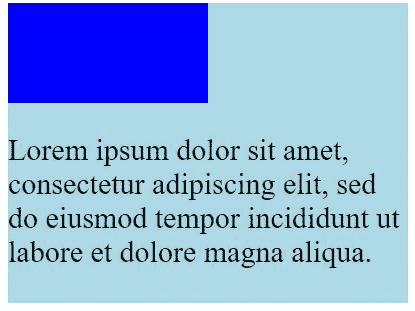 Lorem ipsum dolor sit amet,
consectetur adipiscing elit, sed
do eiusmod tempor incididunt ut
labore et dolore magna aliqua.